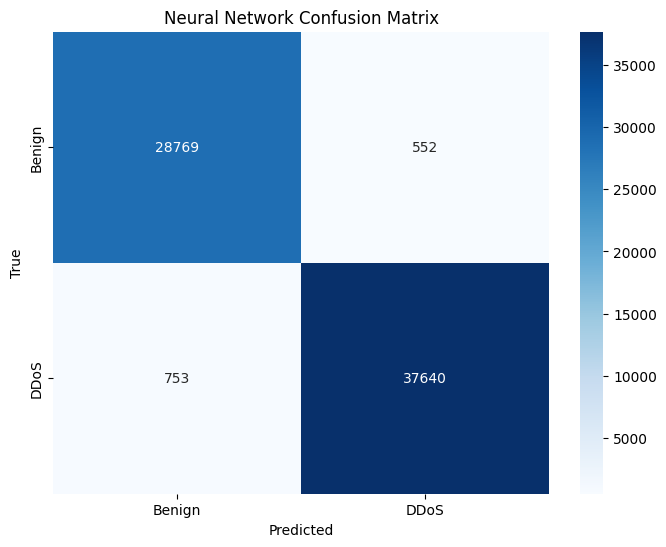 Neural Network Confusion Matrix
True
Benign
28769
552
DDoS
753
37640
Benign
DDoS
Predicted
35000
30000
25000
20000
15000
10000
5000